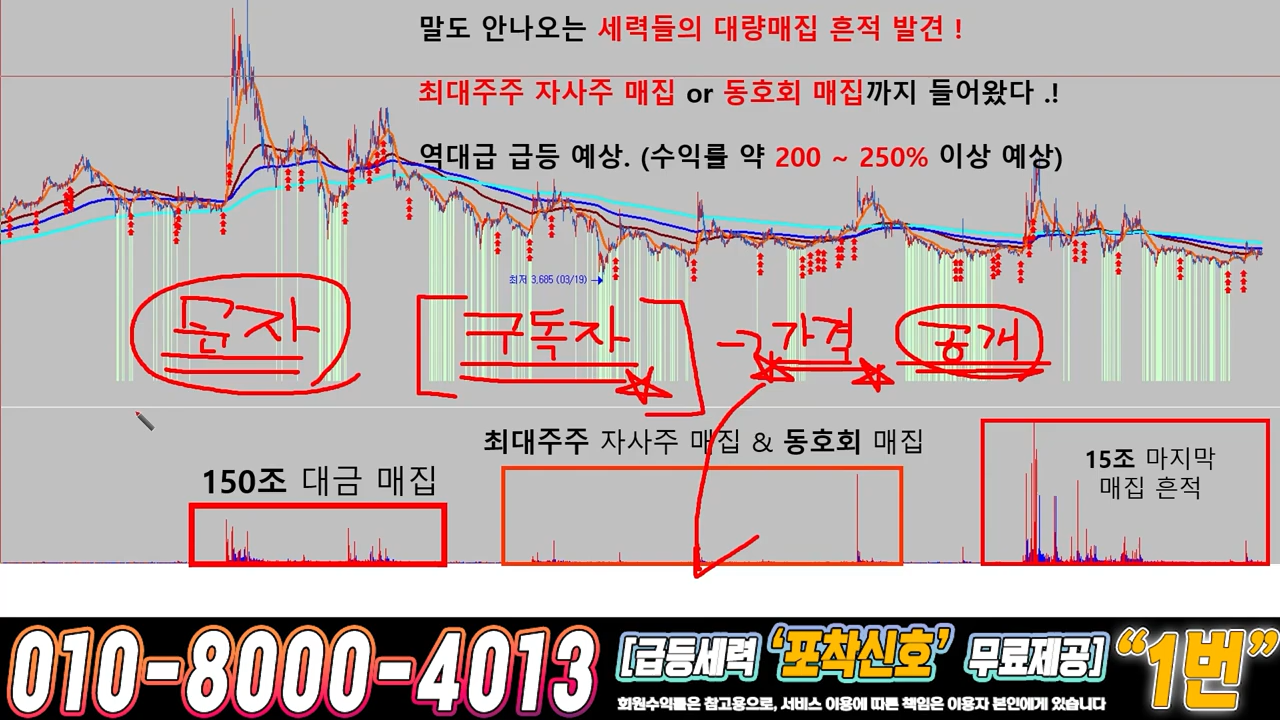 말도 안나오는 세력들의 대량매집 흔적 발견 !
최대주주 자사주 매집 or 동호회 매집까지 들어왔다 .!
역대급 급등 예상. (수익률 약 200 ~ 250% 이상 예상)
최저 3,685 (03/19)
문자 구독자 가격 공개
최대주주 자사주 매집 & 동호회 매집
150조 대금 매집
15조 마지막
매집 흔적
010-8000-4013 [급등세력 '포착신호' 무료제공] "1번"
회원수익률은 참고용으로, 서비스 이용에 따른 책임은 이용자 본인에게 있습니다